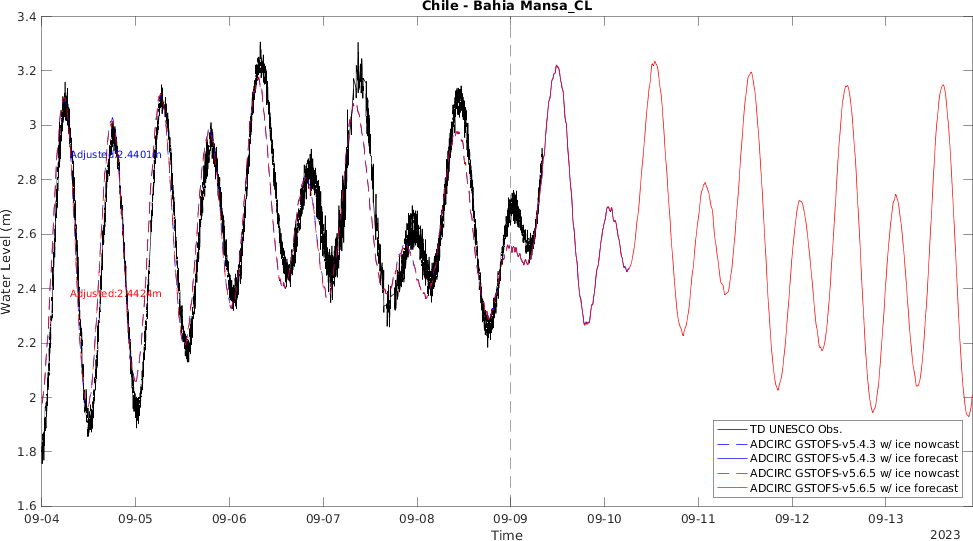 Chile - Bahia Mansa_CL
3.4
3.2
3
2.8
2.6
2.4
2.2
2
1.8
1.6
Water Level (m)
Adjusted:2.4401m
Adjusted:2.4424m
TD UNESCO Obs.
ADCIRC GSTOFS-v5.4.3 w/ ice nowcast
ADCIRC GSTOFS-v5.4.3 w/ ice forecast
ADCIRC GSTOFS-v5.6.5 w/ ice nowcast
ADCIRC GSTOFS-v5.6.5 w/ ice forecast
09-04 09-05 09-06 09-07 09-08 09-09 09-10 09-11 09-12 09-13
Time
2023